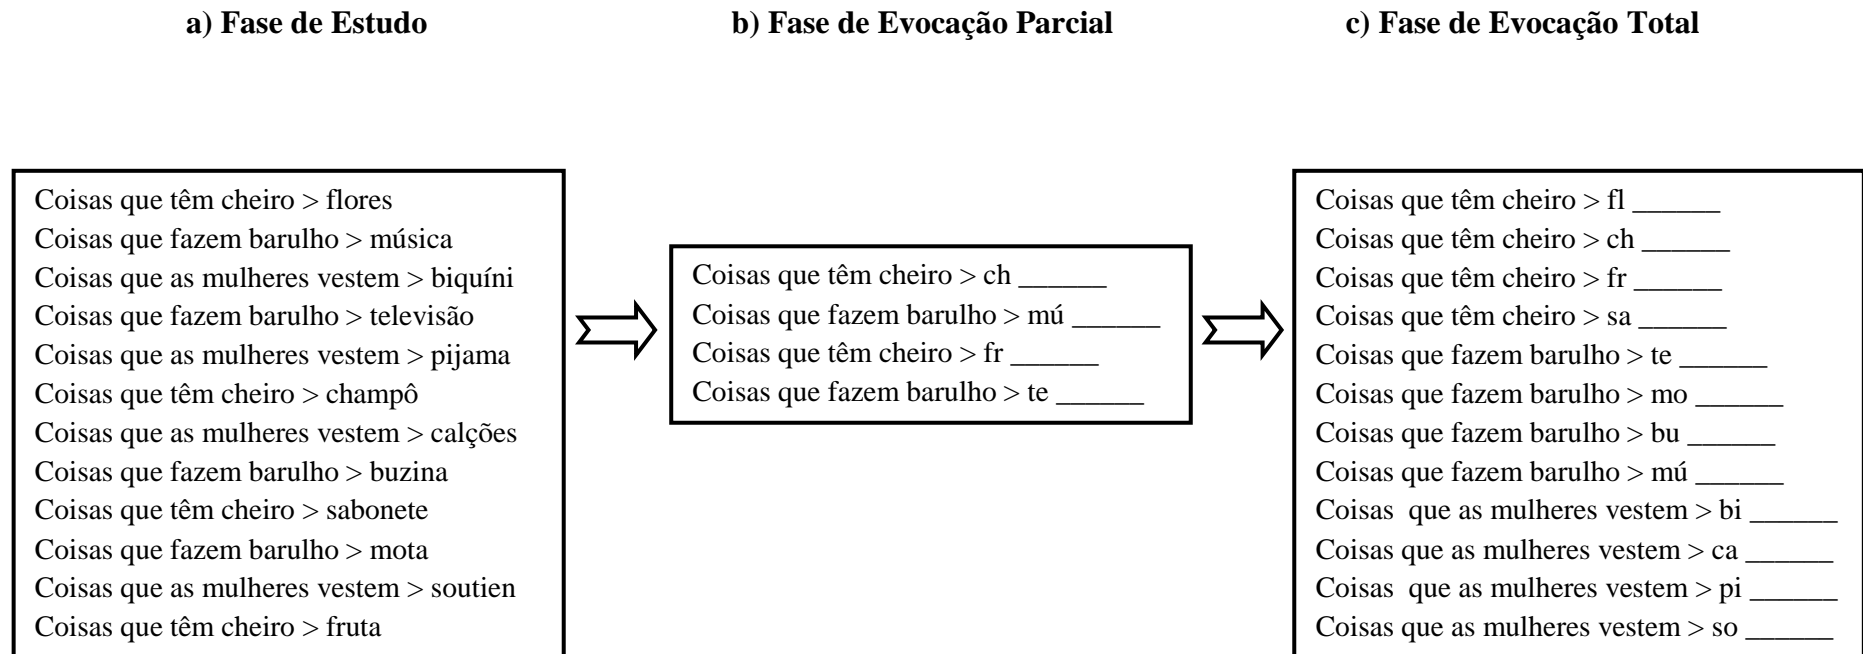 a) Fase de Estudo
b) Fase de Evocação Parcial
c) Fase de Evocação Total
Coisas que têm cheiro > flores
Coisas que fazem barulho > música
Coisas que as mulheres vestem > biquíni
Coisas que fazem barulho > televisão
Coisas que as mulheres vestem > pijama
Coisas que têm cheiro > champô
Coisas que as mulheres vestem > calções
Coisas que fazem barulho > buzina
Coisas que têm cheiro > sabonete
Coisas que fazem barulho > mota
Coisas que as mulheres vestem > soutien
Coisas que têm cheiro > fruta
Coisas que têm cheiro > ch ______
Coisas que fazem barulho > mú ______
Coisas que têm cheiro > fr ______
Coisas que fazem barulho > te ______
Coisas que têm cheiro > fl ______
Coisas que têm cheiro > ch ______
Coisas que têm cheiro > fr ______
Coisas que têm cheiro > sa ______
Coisas que fazem barulho > te ______
Coisas que fazem barulho > mo ______
Coisas que fazem barulho > bu ______
Coisas que fazem barulho > mú ______
Coisas  que as mulheres vestem > bi ______
Coisas que as mulheres vestem > ca ______
Coisas  que as mulheres vestem > pi ______
Coisas que as mulheres vestem > so ______